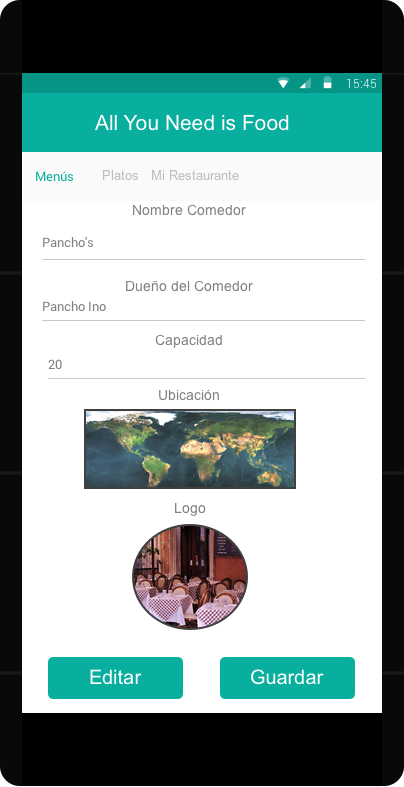 15:45
All You Need is Food
Menús Platos Mi Restaurante
Nombre Comedor
Pancho's
Dueño del Comedor
Pancho Ino
Capacidad
20
Ubicación
Logo
Editar Guardar